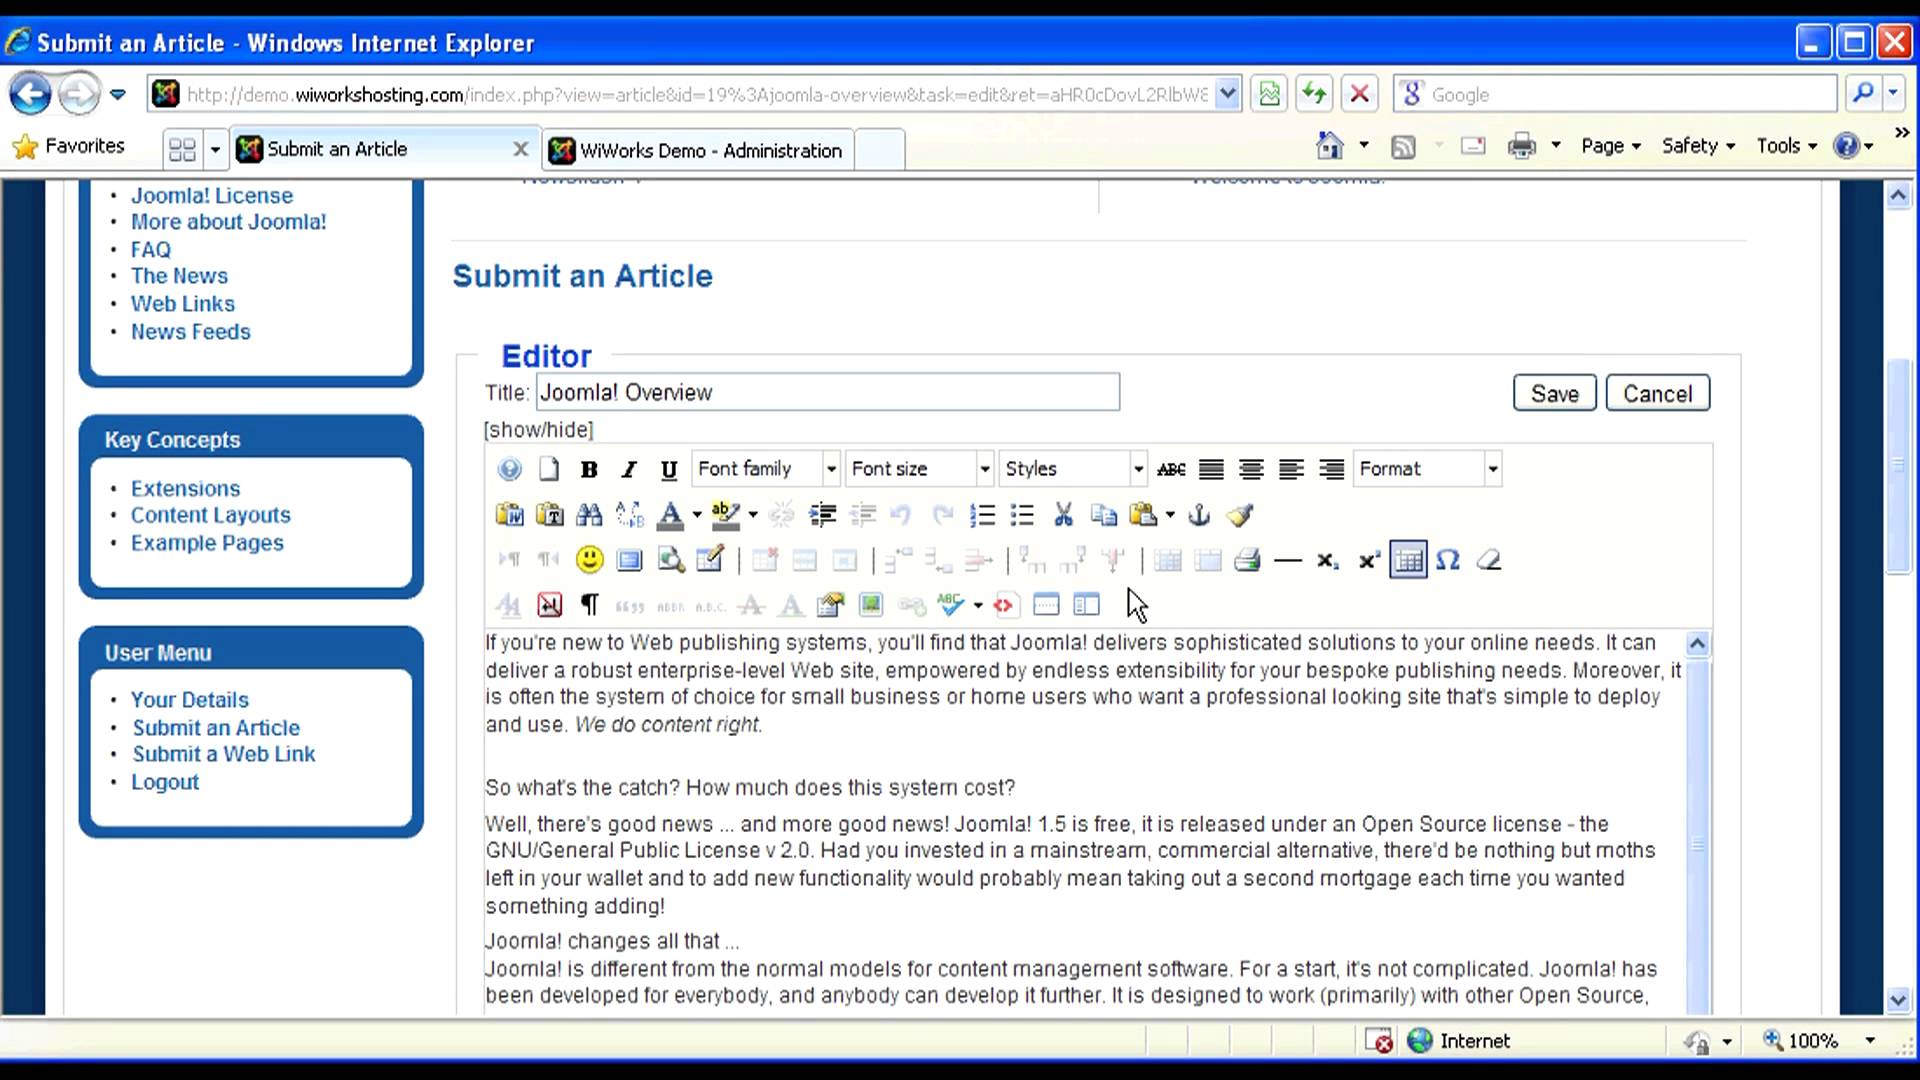 Submit an Article - Windows Internet Explorer
http://demo.wiworkshosting.com/index.php?view=article&id=19%3Ajoomla-overview&task=edit&ret=aHR0cDovL2RlbW8
Google
Favorites
Submit an Article
WiWorks Demo - Administration
Page
Safety
Tools
Joomla! License
More about Joomla!
FAQ
The News
Web Links
News Feeds
Key Concepts
Extensions
Content Layouts
Example Pages
User Menu
Your Details
Submit an Article
Submit a Web Link
Logout
Submit an Article
Editor
Title: Joomla! Overview
Save
Cancel
[show/hide]
B I U Font family Font size Styles ABC Format
If you're new to Web publishing systems, you'll find that Joomla! delivers sophisticated solutions to your online needs. It can
deliver a robust enterprise-level Web site, empowered by endless extensibility for your bespoke publishing needs. Moreover, it
is often the system of choice for small business or home users who want a professional looking site that's simple to deploy
and use. We do content right.
So what's the catch? How much does this system cost?
Well, there's good news ... and more good news! Joomla! 1.5 is free, it is released under an Open Source license - the
GNU/General Public License v 2.0. Had you invested in a mainstream, commercial alternative, there'd be nothing but moths
left in your wallet and to add new functionality would probably mean taking out a second mortgage each time you wanted
something adding!
Joomla! changes all that ...
Joomla! is different from the normal models for content management software. For a start, it's not complicated. Joomla! has
been developed for everybody, and anybody can develop it further. It is designed to work (primarily) with other Open Source,
Internet
100%